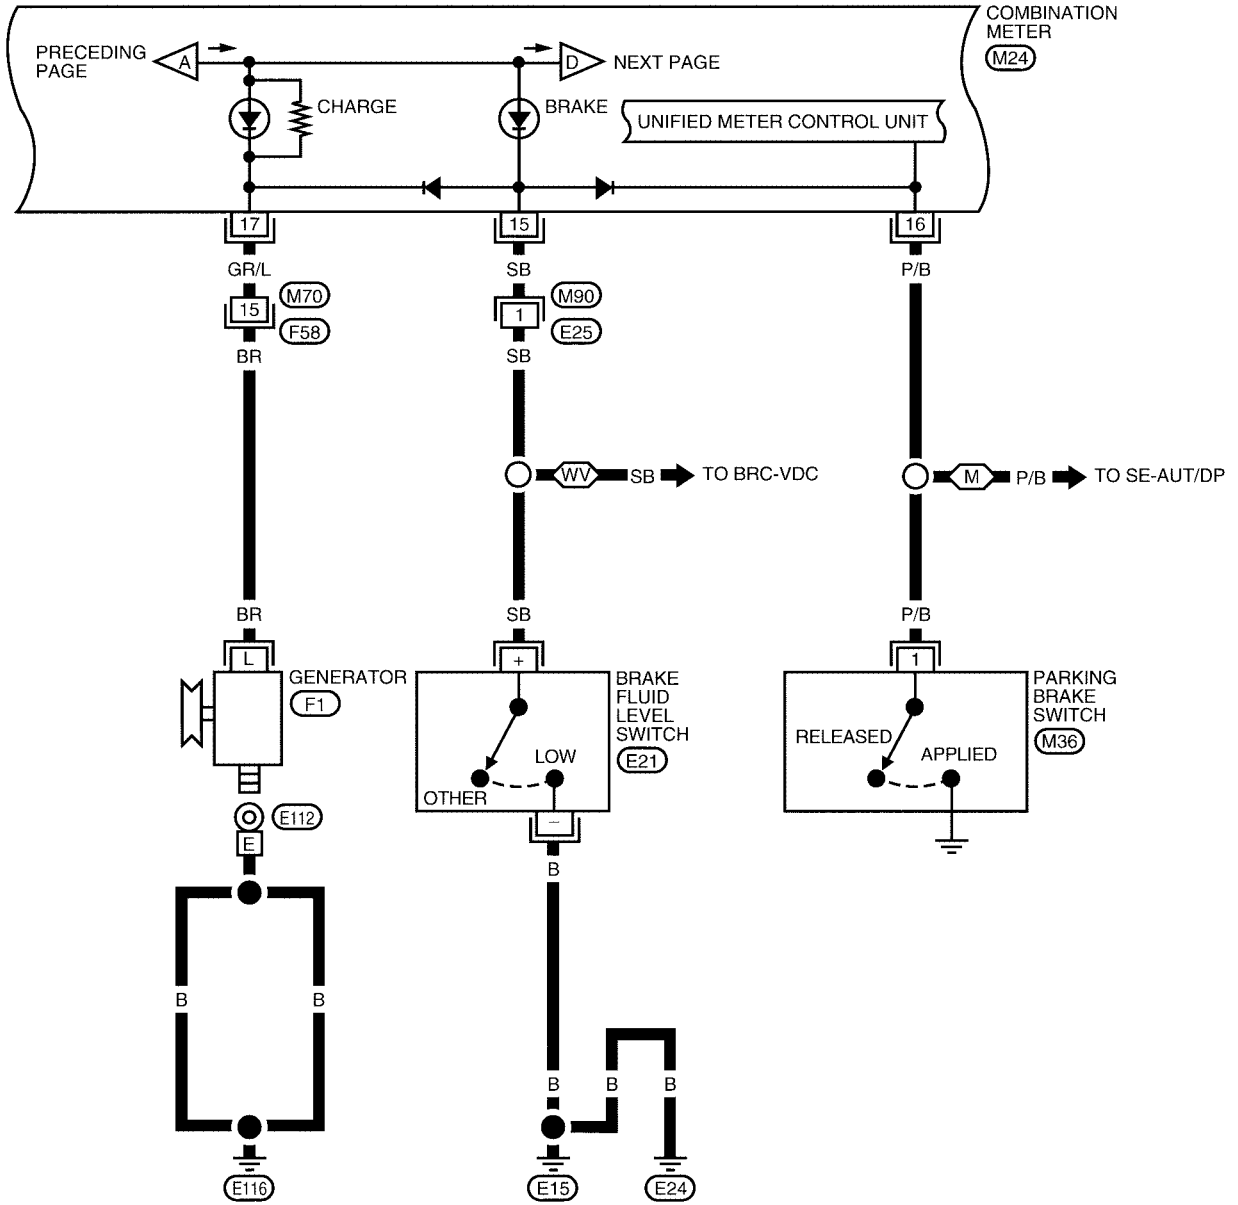 COMBINATION
METER
M24
PRECEDING
PAGE
A
D
NEXT PAGE
CHARGE
BRAKE
UNIFIED METER CONTROL UNIT
17
15
16
GR/L
SB
P/B
15
M70
F58
1
M90
E25
BR
SB
WV
SB
TO BRC-VDC
M
P/B
TO SE-AUT/DP
BR
SB
P/B
L
+
1
GENERATOR
F1
BRAKE
FLUID
LEVEL
SWITCH
E21
PARKING
BRAKE
SWITCH
M36
LOW
OTHER
RELEASED
APPLIED
–
E112
E
B
B
B
B
B
B
E116
E15
E24